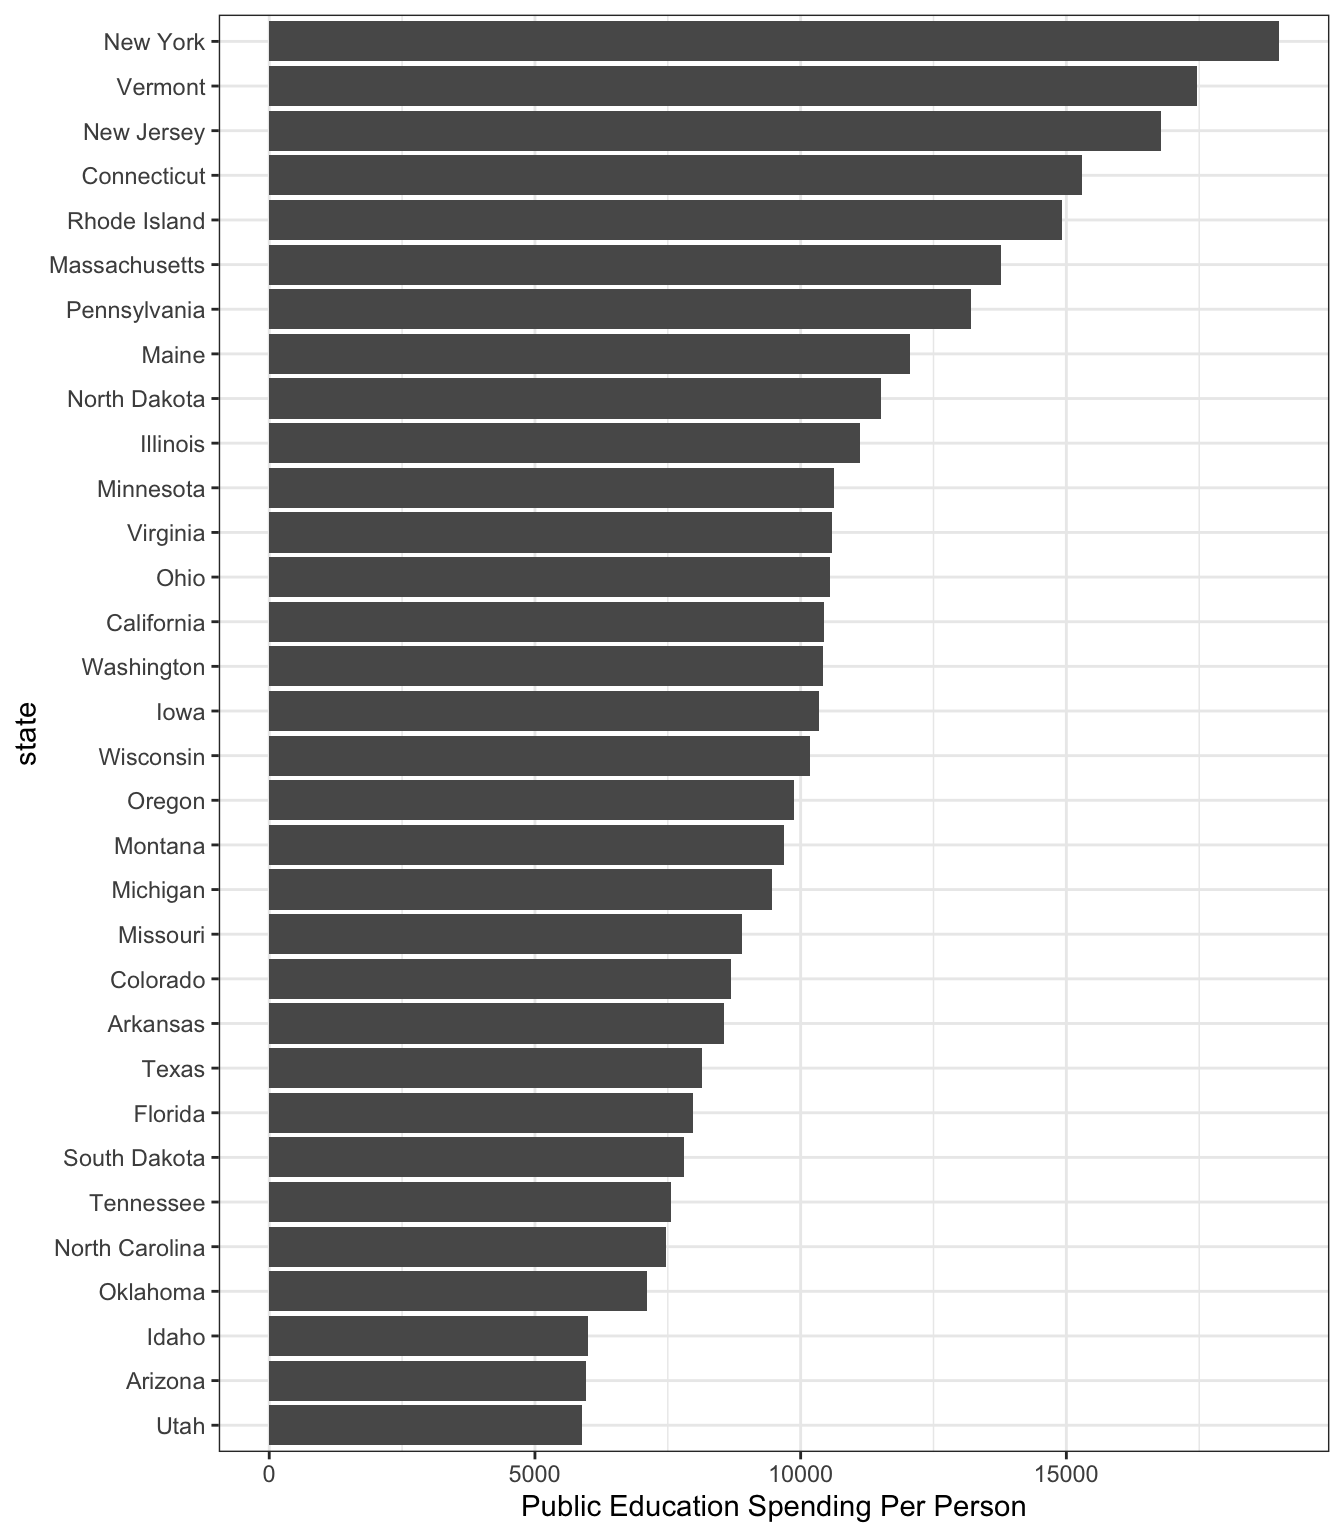 New York
Vermont
New Jersey
Connecticut
Rhode Island
Massachusetts
Pennsylvania
Maine
North Dakota
Illinois
Minnesota
Virginia
Ohio
California
Washington
Iowa
Wisconsin
Oregon
Montana
Michigan
Missouri
Colorado
Arkansas
Texas
Florida
South Dakota
Tennessee
North Carolina
Oklahoma
Idaho
Arizona
Utah
state
0 5000 10000 15000
Public Education Spending Per Person